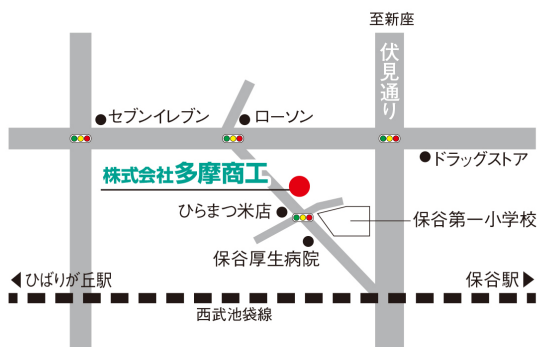 至新座
伏見通り
セブンイレブン
ローソン
ドラッグストア
株式会社多摩商工
ひらまつ米店
保谷第一小学校
保谷厚生病院
ひばりが丘駅
保谷駅
西武池袋線